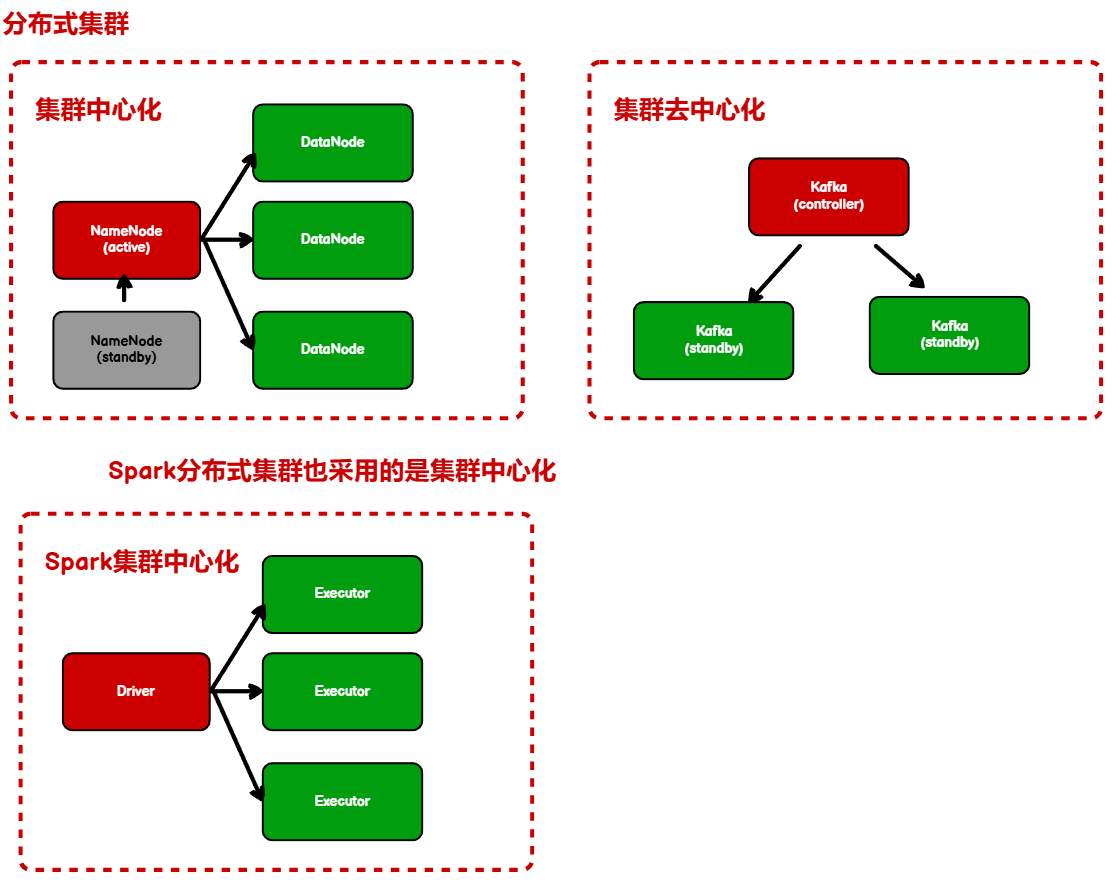 分布式集群
集群中心化
DataNode
NameNode
(active)
DataNode
NameNode
(standby)
DataNode
集群去中心化
Kafka
(controller)
Kafka
(standby)
Kafka
(standby)
Spark分布式集群也采用的是集群中心化
Spark集群中心化
Executor
Driver
Executor
Executor